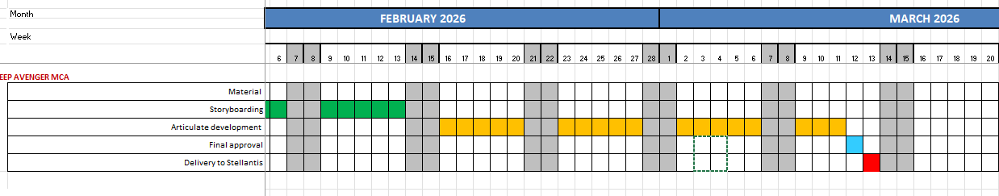 Month
FEBRUARY 2026 MARCH 2026
Week
6 7 8 9 10 11 12 13 14 15 16 17 18 19 20 21 22 23 24 25 26 27 28 1 2 3 4 5 6 7 8 9 10 11 12 13 14 15 16 17 18 19 20
EEP AVENGER MCA
Material
Storyboarding
Articulate development
Final approval
Delivery to Stellantis